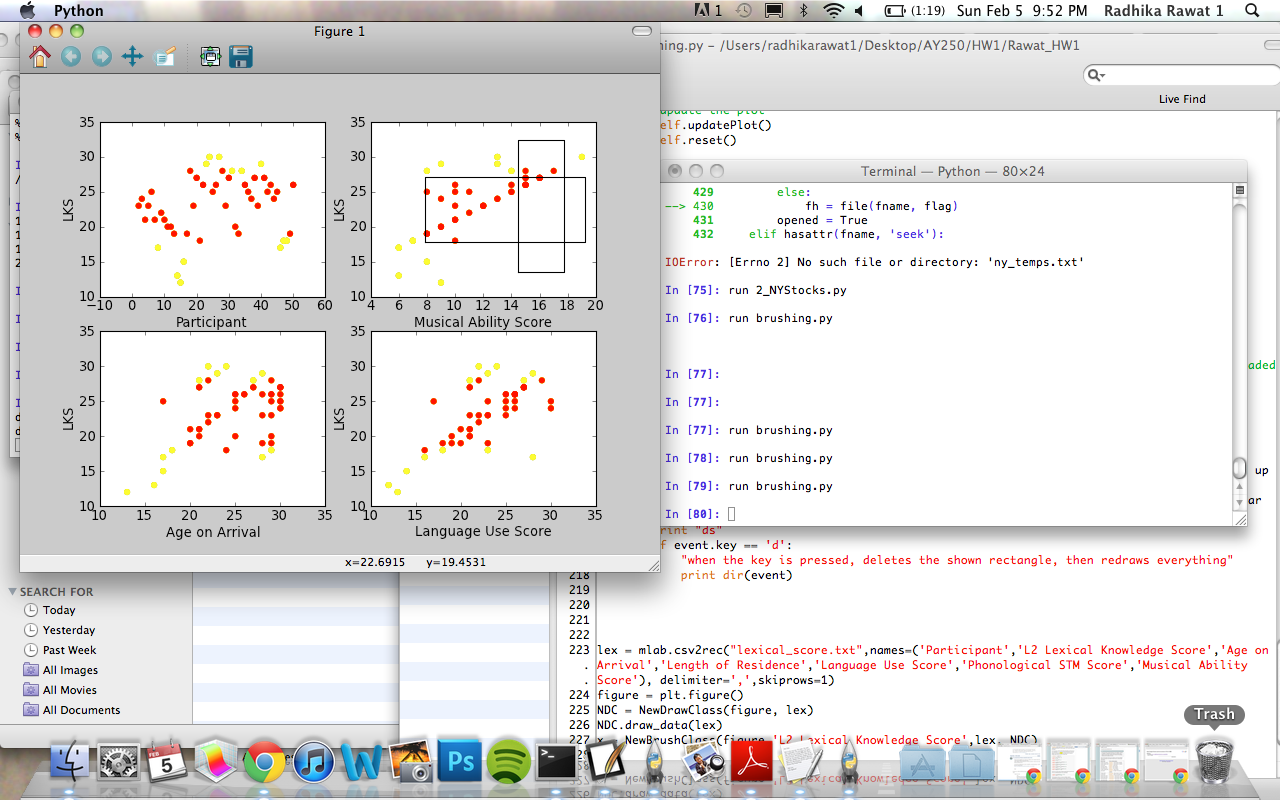 Python
1
(1:19)
Sun Feb 5 9:52 PM
Radhika Rawat 1
Figure 1
hing.py – /Users/radhikarawat1/Desktop/AY250/HW1/Rawat_HW1
Live Find
update the plot
elf.updatePlot()
elf.reset()
35
30
25
20
15
10
LKS
−10 0 10 20 30 40 50 60
Participant
35
30
25
20
15
10
LKS
4 6 8 10 12 14 16 18 20
Musical Ability Score
35
30
25
20
15
10
LKS
10 15 20 25 30 35
Age on Arrival
35
30
25
20
15
10
LKS
10 15 20 25 30 35
Language Use Score
x=22.6915 y=19.4531
Terminal — Python — 80×24
429 else:
--> 430 fh = file(fname, flag)
431 opened = True
432 elif hasattr(fname, 'seek'):
IOError: [Errno 2] No such file or directory: 'ny_temps.txt'
In [75]: run 2_NYStocks.py
In [76]: run brushing.py
In [77]:
In [77]:
In [77]: run brushing.py
In [78]: run brushing.py
In [79]: run brushing.py
In [80]:
aded
up
ar
print "ds"
f event.key == 'd':
"when the key is pressed, deletes the shown rectangle, then redraws everything"
print dir(event)
218
219
220
221
222
223 lex = mlab.csv2rec("lexical_score.txt",names=('Participant','L2 Lexical Knowledge Score','Age on
. Arrival','Length of Residence','Language Use Score','Phonological STM Score','Musical Ability
. Score'), delimiter=',',skiprows=1)
224 figure = plt.figure()
225 NDC = NewDrawClass(figure, lex)
226 NDC.draw_data(lex)
SEARCH FOR
Today
Yesterday
Past Week
All Images
All Movies
All Documents
Trash
FEB
5
Ps